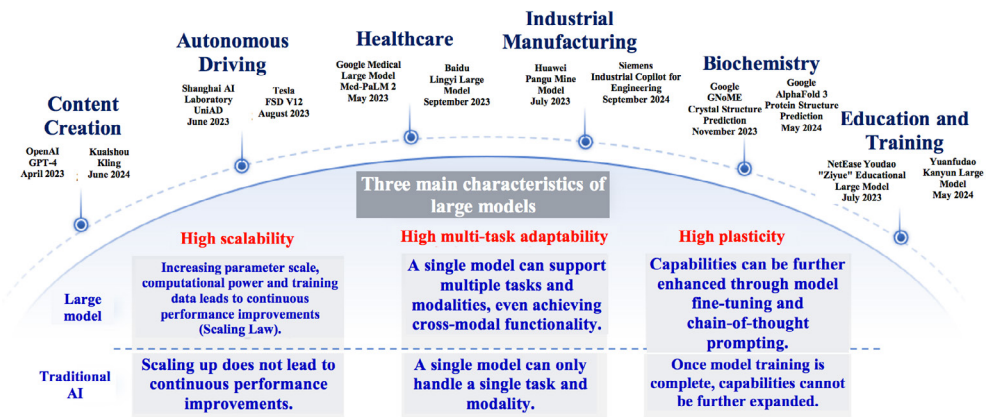 Content
Creation
OpenAI
GPT-4
April 2023
Kuaishou
Kling
June 2024
Autonomous
Driving
Shanghai AI
Laboratory
UniAD
June 2023
Tesla
FSD V12
August 2023
Healthcare
Google Medical
Large Model
Med-PaLM 2
May 2023
Baidu
Lingyi Large
Model
September 2023
Industrial
Manufacturing
Huawei
Pangu Mine
Model
July 2023
Siemens
Industrial Copilot for
Engineering
September 2024
Biochemistry
Google
GNoME
Crystal Structure
Prediction
November 2023
Google
AlphaFold 3
Protein Structure
Prediction
May 2024
Education and
Training
NetEase Youdao
"Ziyue" Educational
Large Model
July 2023
Yuanfudao
Kanyun Large
Model
May 2024
Three main characteristics of
large models
High scalability
High multi-task adaptability
High plasticity
Large
model
Increasing parameter scale,
computational power and training
data leads to continuous
performance improvements
(Scaling Law).
A single model can support
multiple tasks and
modalities, even achieving
cross-modal functionality.
Capabilities can be further
enhanced through model
fine-tuning and
chain-of-thought
prompting.
Traditional
AI
Scaling up does not lead to
continuous performance
improvements.
A single model can only
handle a single task and
modality.
Once model training is
complete, capabilities cannot
be further expanded.